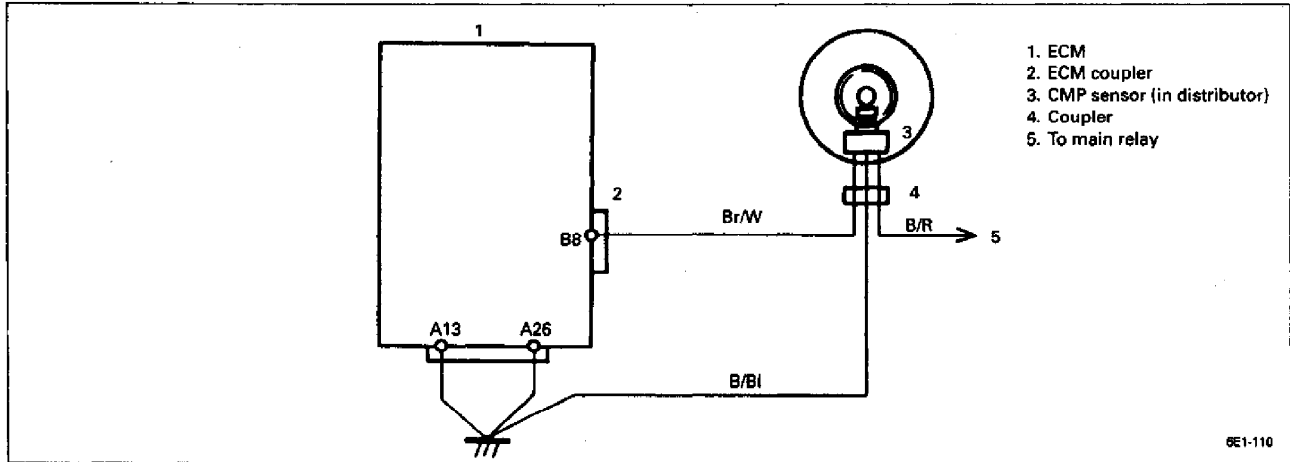 1
1. ECM
2. ECM coupler
3. CMP sensor (in distributor)
4. Coupler
5. To main relay
3
2
4
Br/W
B/R
5
B8
A13
A26
B/Bl
6E1-110